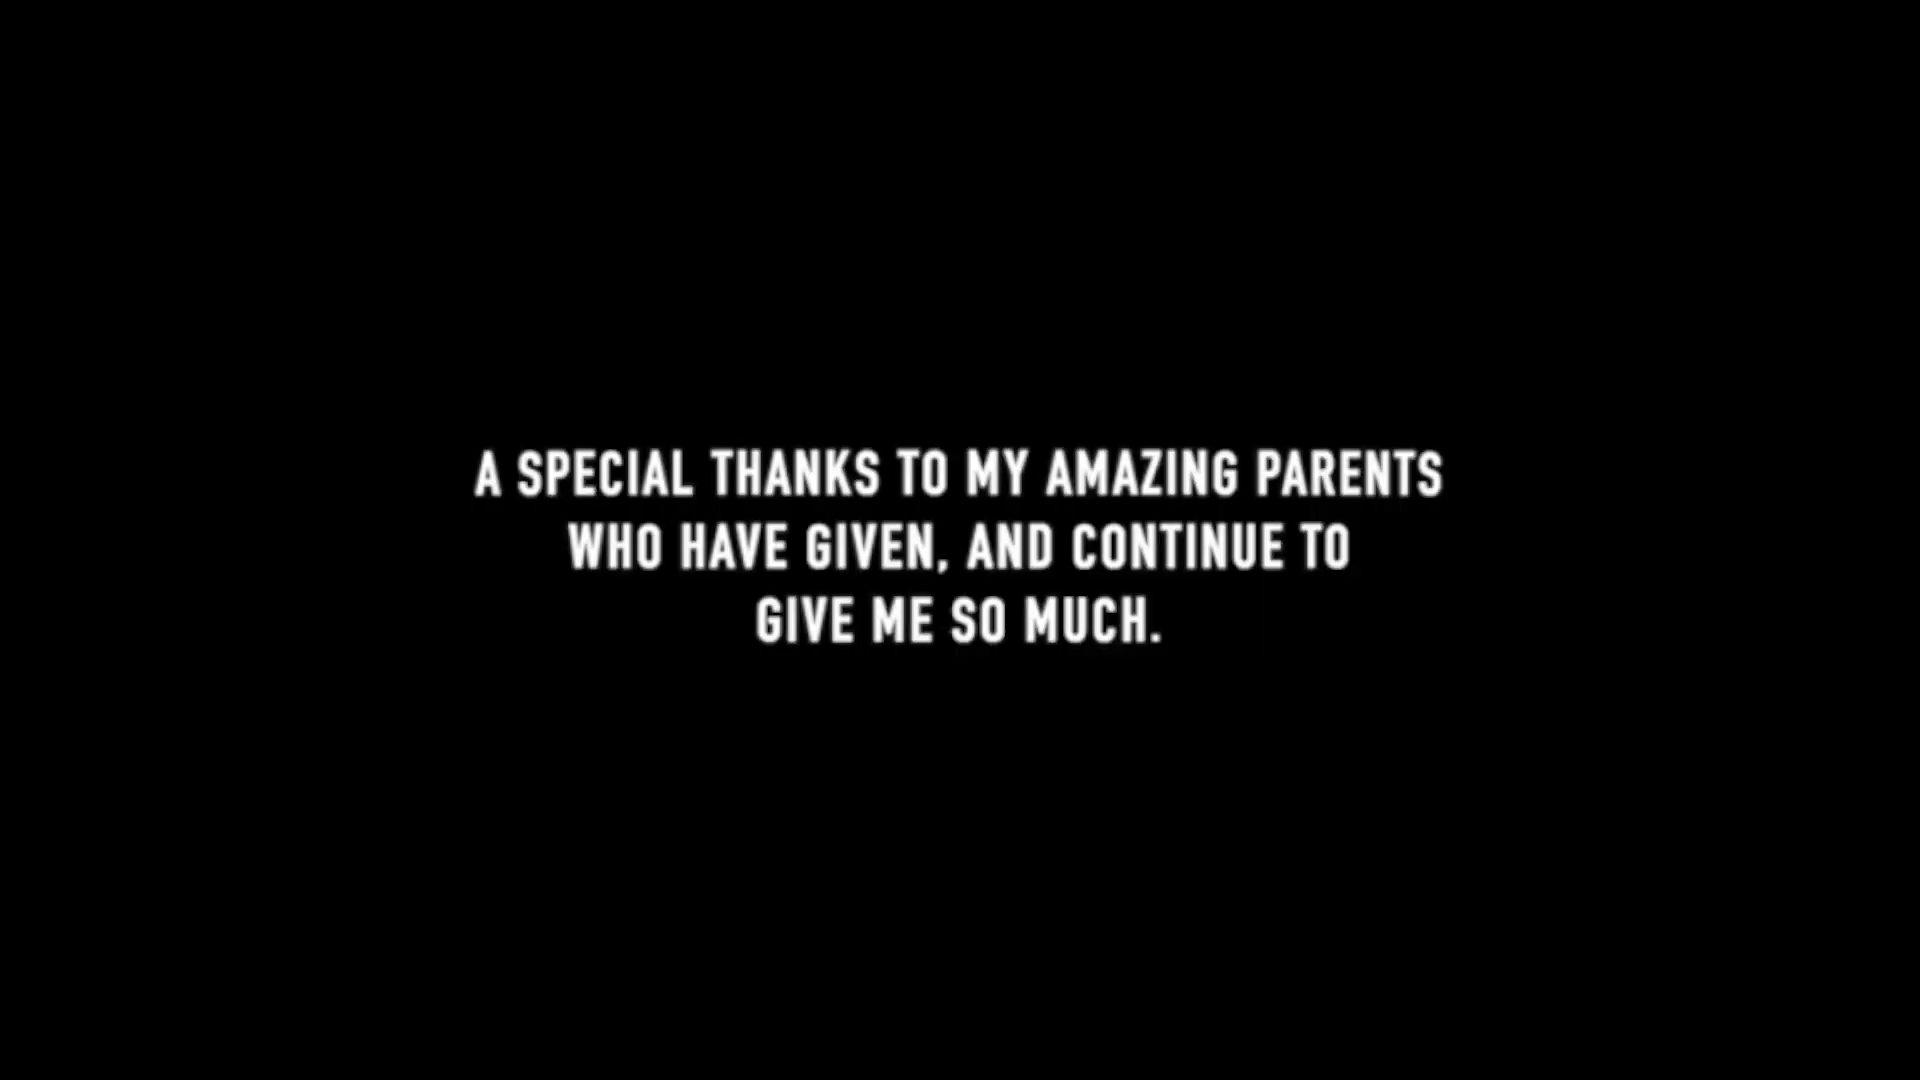 A SPECIAL THANKS TO MY AMAZING PARENTS
WHO HAVE GIVEN, AND CONTINUE TO
GIVE ME SO MUCH.